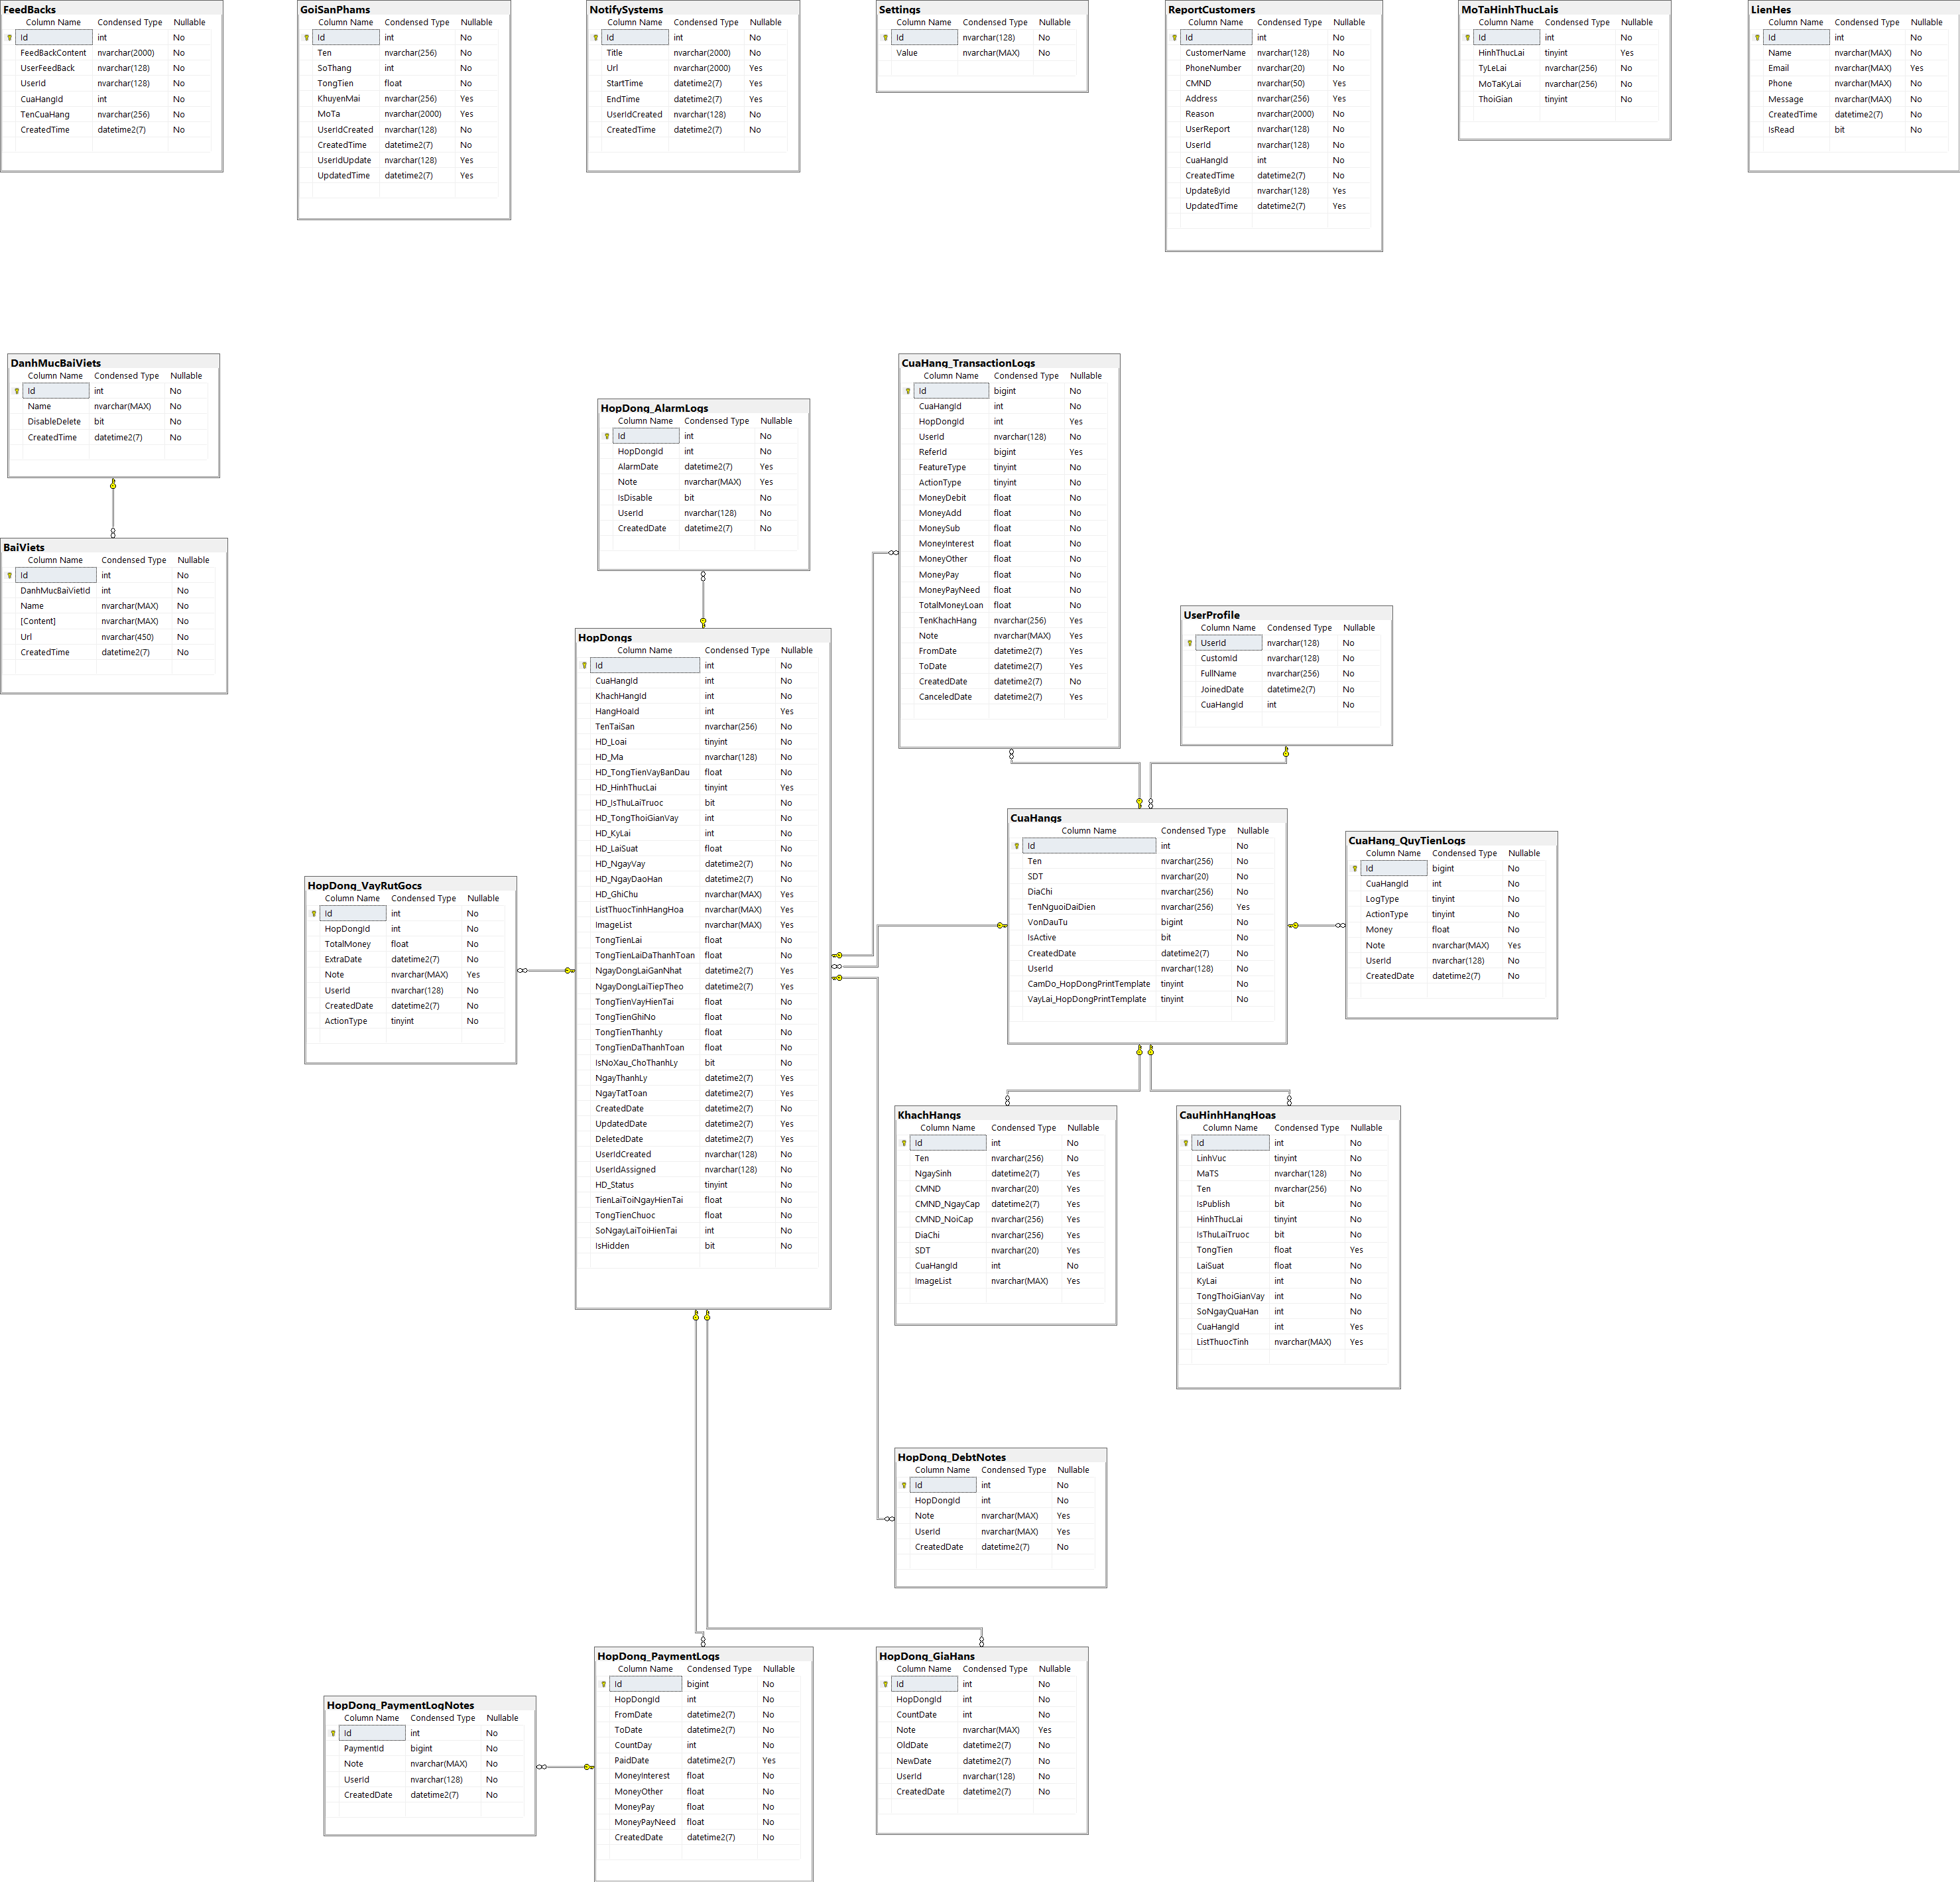 FeedBacks
Column Name Condensed Type Nullable
Id int No
FeedBackContent nvarchar(2000) No
UserFeedBack nvarchar(128) No
UserId nvarchar(128) No
CuaHangId int No
TenCuaHang nvarchar(256) No
CreatedTime datetime2(7) No
GoiSanPhams
Column Name Condensed Type Nullable
Id int No
Ten nvarchar(256) No
SoThang int No
TongTien float No
KhuyenMai nvarchar(256) Yes
MoTa nvarchar(2000) Yes
UserIdCreated nvarchar(128) No
CreatedTime datetime2(7) No
UserIdUpdate nvarchar(128) Yes
UpdatedTime datetime2(7) Yes
NotifySystems
Column Name Condensed Type Nullable
Id int No
Title nvarchar(2000) No
Url nvarchar(2000) Yes
StartTime datetime2(7) Yes
EndTime datetime2(7) Yes
UserIdCreated nvarchar(128) No
CreatedTime datetime2(7) No
Settings
Column Name Condensed Type Nullable
Id nvarchar(128) No
Value nvarchar(MAX) No
ReportCustomers
Column Name Condensed Type Nullable
Id int No
CustomerName nvarchar(128) No
PhoneNumber nvarchar(20) No
CMND nvarchar(50) Yes
Address nvarchar(256) Yes
Reason nvarchar(2000) No
UserReport nvarchar(128) No
UserId nvarchar(128) No
CuaHangId int No
CreatedTime datetime2(7) No
UpdateById nvarchar(128) Yes
UpdatedTime datetime2(7) Yes
MoTaHinhThucLais
Column Name Condensed Type Nullable
Id int No
HinhThucLai tinyint Yes
TyLeLai nvarchar(256) No
MoTaKyLai nvarchar(256) No
ThoiGian tinyint No
LienHes
Column Name Condensed Type Nullable
Id int No
Name nvarchar(MAX) No
Email nvarchar(MAX) Yes
Phone nvarchar(MAX) No
Message nvarchar(MAX) No
CreatedTime datetime2(7) No
IsRead bit No
DanhMucBaiViets
Column Name Condensed Type Nullable
Id int No
Name nvarchar(MAX) No
DisableDelete bit No
CreatedTime datetime2(7) No
BaiViets
Column Name Condensed Type Nullable
Id int No
DanhMucBaiVietId int No
Name nvarchar(MAX) No
[Content] nvarchar(MAX) No
Url nvarchar(450) No
CreatedTime datetime2(7) No
HopDong_AlarmLogs
Column Name Condensed Type Nullable
Id int No
HopDongId int No
AlarmDate datetime2(7) Yes
Note nvarchar(MAX) Yes
IsDisable bit No
UserId nvarchar(128) No
CreatedDate datetime2(7) No
CuaHang_TransactionLogs
Column Name Condensed Type Nullable
Id bigint No
CuaHangId int No
HopDongId int Yes
UserId nvarchar(128) No
ReferId bigint Yes
FeatureType tinyint No
ActionType tinyint No
MoneyDebit float No
MoneyAdd float No
MoneySub float No
MoneyInterest float No
MoneyOther float No
MoneyPay float No
MoneyPayNeed float No
TotalMoneyLoan float No
TenKhachHang nvarchar(256) Yes
Note nvarchar(MAX) Yes
FromDate datetime2(7) Yes
ToDate datetime2(7) Yes
CreatedDate datetime2(7) No
CanceledDate datetime2(7) Yes
UserProfile
Column Name Condensed Type Nullable
UserId nvarchar(128) No
CustomId nvarchar(128) No
FullName nvarchar(256) No
JoinedDate datetime2(7) No
CuaHangId int No
HopDongs
Column Name Condensed Type Nullable
Id int No
CuaHangId int No
KhachHangId int No
HangHoaId int Yes
TenTaiSan nvarchar(256) No
HD_Loai tinyint No
HD_Ma nvarchar(128) No
HD_TongTienVayBanDau float No
HD_HinhThucLai tinyint Yes
HD_IsThuLaiTruoc bit No
HD_TongThoiGianVay int No
HD_KyLai int No
HD_LaiSuat float No
HD_NgayVay datetime2(7) No
HD_NgayDaoHan datetime2(7) No
HD_GhiChu nvarchar(MAX) Yes
ListThuocTinhHangHoa nvarchar(MAX) Yes
ImageList nvarchar(MAX) Yes
TongTienLai float No
TongTienLaiDaThanhToan float No
NgayDongLaiGanNhat datetime2(7) Yes
NgayDongLaiTiepTheo datetime2(7) Yes
TongTienVayHienTai float No
TongTienGhiNo float No
TongTienThanhLy float No
TongTienDaThanhToan float No
IsNoXau_ChoThanhLy bit No
NgayThanhLy datetime2(7) Yes
NgayTatToan datetime2(7) Yes
CreatedDate datetime2(7) No
UpdatedDate datetime2(7) Yes
DeletedDate datetime2(7) Yes
UserIdCreated nvarchar(128) No
UserIdAssigned nvarchar(128) No
HD_Status tinyint No
TienLaiToiNgayHienTai float No
TongTienChuoc float No
SoNgayLaiToiHienTai int No
IsHidden bit No
CuaHangs
Column Name Condensed Type Nullable
Id int No
Ten nvarchar(256) No
SDT nvarchar(20) No
DiaChi nvarchar(256) No
TenNguoiDaiDien nvarchar(256) Yes
VonDauTu bigint No
IsActive bit No
CreatedDate datetime2(7) No
UserId nvarchar(128) No
CamDo_HopDongPrintTemplate tinyint No
VayLai_HopDongPrintTemplate tinyint No
CuaHang_QuyTienLogs
Column Name Condensed Type Nullable
Id bigint No
CuaHangId int No
LogType tinyint No
ActionType tinyint No
Money float No
Note nvarchar(MAX) Yes
UserId nvarchar(128) No
CreatedDate datetime2(7) No
HopDong_VayRutGocs
Column Name Condensed Type Nullable
Id int No
HopDongId int No
TotalMoney float No
ExtraDate datetime2(7) No
Note nvarchar(MAX) Yes
UserId nvarchar(128) No
CreatedDate datetime2(7) No
ActionType tinyint No
KhachHangs
Column Name Condensed Type Nullable
Id int No
Ten nvarchar(256) No
NgaySinh datetime2(7) Yes
CMND nvarchar(20) Yes
CMND_NgayCap datetime2(7) Yes
CMND_NoiCap nvarchar(256) Yes
DiaChi nvarchar(256) Yes
SDT nvarchar(20) Yes
CuaHangId int No
ImageList nvarchar(MAX) Yes
CauHinhHangHoas
Column Name Condensed Type Nullable
Id int No
LinhVuc tinyint No
MaTS nvarchar(128) No
Ten nvarchar(256) No
IsPublish bit No
HinhThucLai tinyint No
IsThuLaiTruoc bit No
TongTien float Yes
LaiSuat float No
KyLai int No
TongThoiGianVay int No
SoNgayQuaHan int No
CuaHangId int Yes
ListThuocTinh nvarchar(MAX) Yes
HopDong_DebtNotes
Column Name Condensed Type Nullable
Id int No
HopDongId int No
Note nvarchar(MAX) Yes
UserId nvarchar(MAX) Yes
CreatedDate datetime2(7) No
HopDong_PaymentLogs
Column Name Condensed Type Nullable
Id bigint No
HopDongId int No
FromDate datetime2(7) No
ToDate datetime2(7) No
CountDay int No
PaidDate datetime2(7) Yes
MoneyInterest float No
MoneyOther float No
MoneyPay float No
MoneyPayNeed float No
CreatedDate datetime2(7) No
HopDong_GiaHans
Column Name Condensed Type Nullable
Id int No
HopDongId int No
CountDate int No
Note nvarchar(MAX) Yes
OldDate datetime2(7) No
NewDate datetime2(7) No
UserId nvarchar(128) No
CreatedDate datetime2(7) No
HopDong_PaymentLogNotes
Column Name Condensed Type Nullable
Id int No
PaymentId bigint No
Note nvarchar(MAX) No
UserId nvarchar(128) No
CreatedDate datetime2(7) No